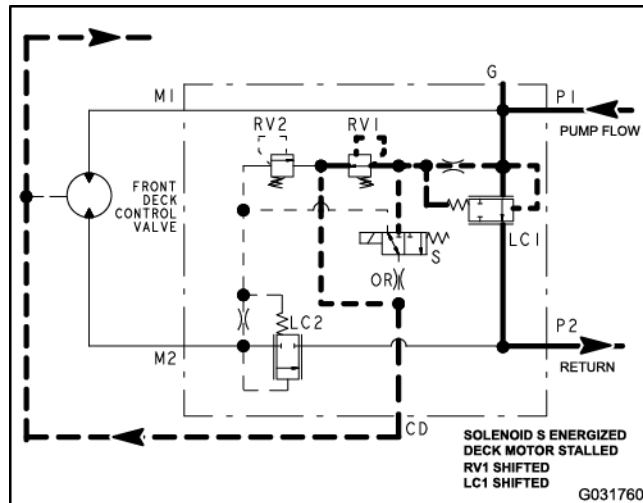 G
M1
P1
RV2
RV1
PUMP FLOW
FRONT
DECK
CONTROL
VALVE
LC1
S
OR
LC2
M2
P2
RETURN
CD
SOLENOID S ENERGIZED
DECK MOTOR STALLED
RV1 SHIFTED
LC1 SHIFTED
G031760